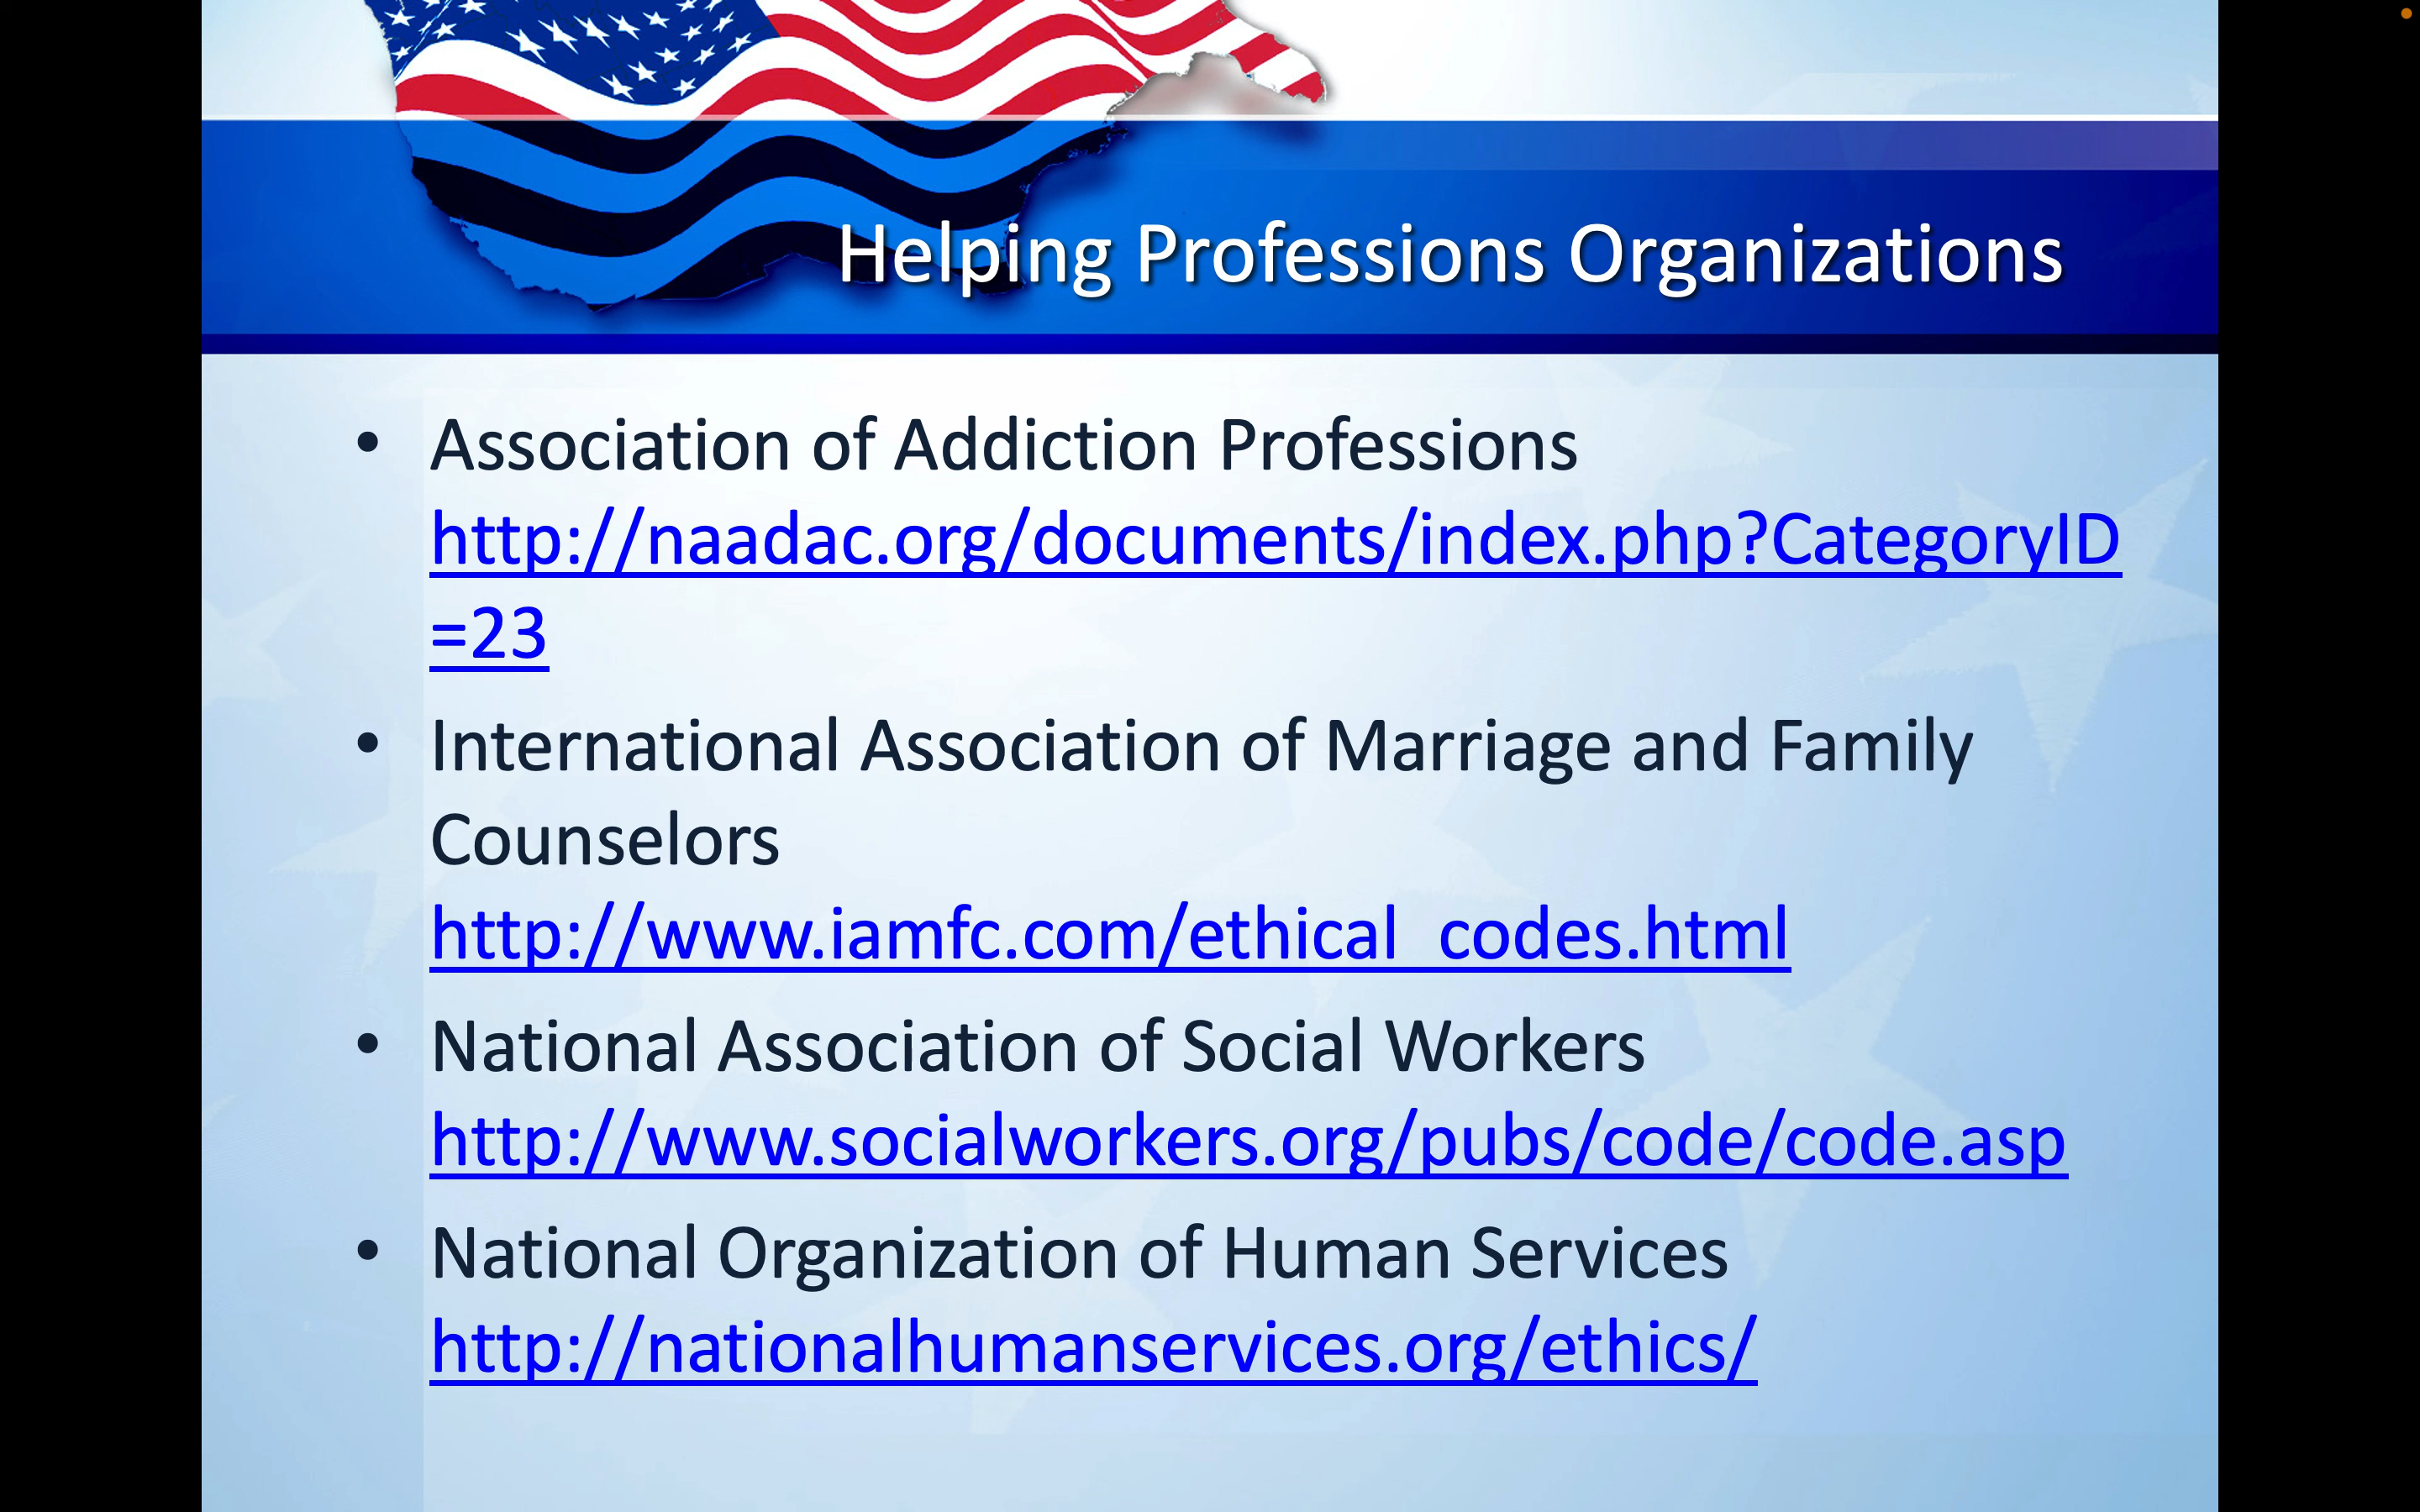 Helping Professions Organizations
• Association of Addiction Professions
http://naadac.org/documents/index.php?CategoryID
=23
• International Association of Marriage and Family
Counselors
http://www.iamfc.com/ethical_codes.html
• National Association of Social Workers
http://www.socialworkers.org/pubs/code/code.asp
• National Organization of Human Services
http://nationalhumanservices.org/ethics/